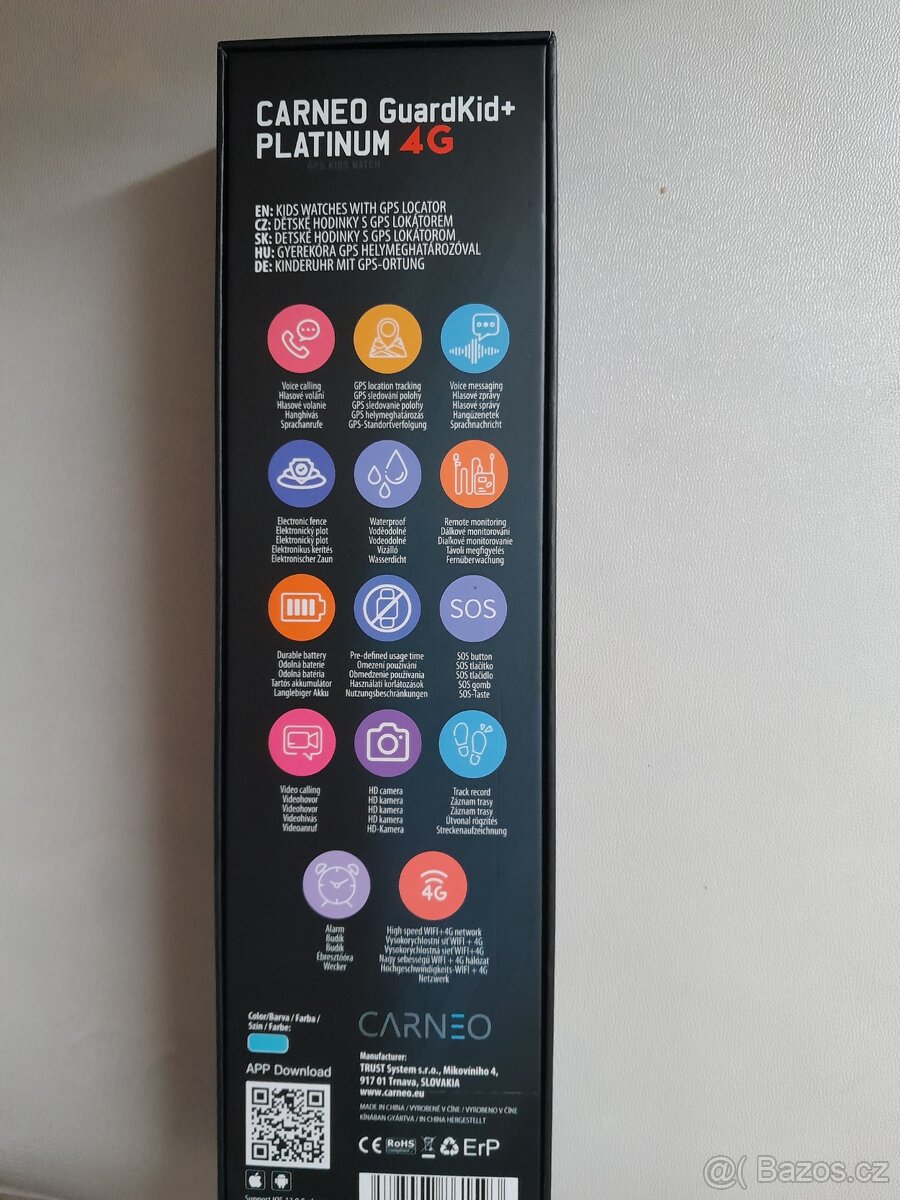 CARNEO GuardKid+
PLATINUM 4G
GPS KIDS WATCH
EN: KIDS WATCHES WITH GPS LOCATOR
CZ: DĚTSKÉ HODINKY S GPS LOKÁTOREM
SK: DETSKÉ HODINKY S GPS LOKÁTOROM
HU: GYEREKÓRA GPS HELYMEGHATÁROZÓVAL
DE: KINDERUHR MIT GPS-ORTUNG
Voice calling
Hlasové volání
Hlasové volanie
Hanghívás
Sprachanrufe
GPS location tracking
GPS sledování polohy
GPS sledovanie polohy
GPS helymeghatározás
GPS-Standortverfolgung
Voice messaging
Hlasové zprávy
Hlasové správy
Hangüzenetek
Sprachnachricht
Electronic fence
Elektronický plot
Elektronický plot
Elektronikus kerítés
Elektronischer Zaun
Waterproof
Voděodolné
Vodeodolné
Vízálló
Wasserdicht
Remote monitoring
Dálkové monitorování
Diaľkové monitorovanie
Távoli megfigyelés
Fernüberwachung
SOS
Durable battery
Odolná baterie
Odolná batéria
Tartós akkumulátor
Langlebiger Akku
Pre-defined usage time
Omezení používání
Obmedzenie používania
Használati korlátozások
Nutzungsbeschränkungen
SOS button
SOS tlačítko
SOS tlačidlo
SOS gomb
SOS-Taste
Video calling
Videohovor
Videohovor
Videohívás
Videoanruf
HD camera
HD kamera
HD kamera
HD kamera
HD-Kamera
Track record
Záznam trasy
Záznam trasy
Útvonal rögzítés
Streckenaufzeichnung
4G
Alarm
Budík
Budík
Ébresztőóra
Wecker
High speed WIFI+4G network
Vysokorychlostní síť WIFI + 4G
Vysokorýchlostná sieť WIFI+4G
Nagy sebességű WIFI + 4G hálózat
Hochgeschwindigkeits-WIFI + 4G
Netzwerk
Color/Barva / Farba /
Szín / Farbe:
CARNEO
APP Download
Manufacturer:
TRUST System s.r.o., Mikovíniho 4,
917 01 Trnava, SLOVAKIA
www.carneo.eu
MADE IN CHINA / VYROBENÉ V ČÍNE / VYROBENO V ČÍNE
KÍNÁBAN GYÁRTVA / IN CHINA HERGESTELLT
CE RoHS ErP
compliant
@( Bazos.cz